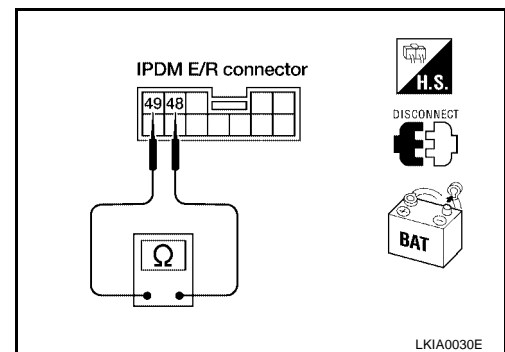 IPDM E/R connector
49 48
H.S.
DISCONNECT
Ω
BAT
LKIA0030E